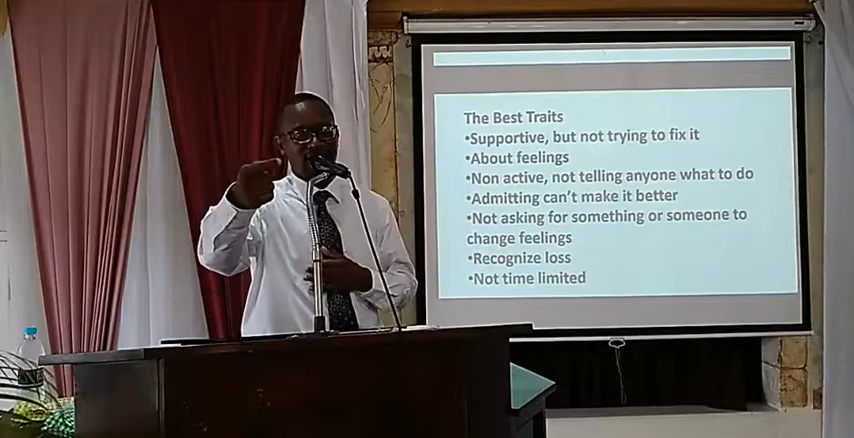 The Best Traits
•Supportive, but not trying to fix it
•About feelings
•Non active, not telling anyone what to do
•Admitting can't make it better
•Not asking for something or someone to
change feelings
•Recognize loss
•Not time limited